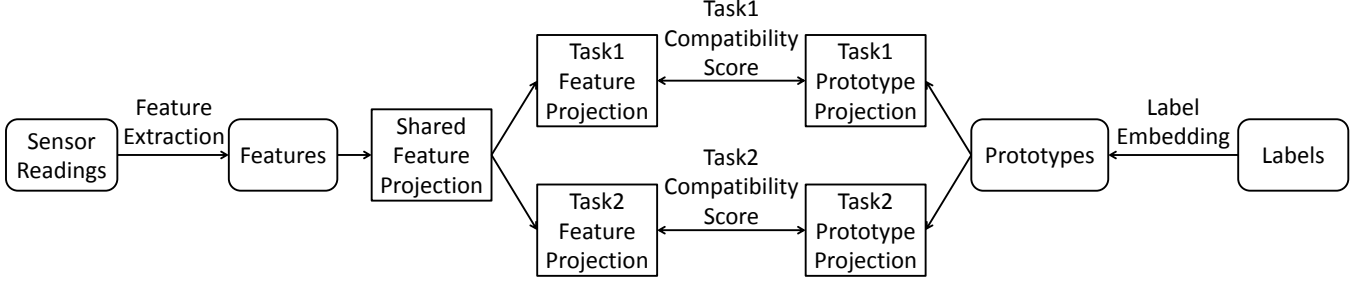 Sensor
Readings
Feature
Extraction
Features
Shared
Feature
Projection
Task1
Feature
Projection
Task1
Compatibility
Score
Task1
Prototype
Projection
Task2
Feature
Projection
Task2
Compatibility
Score
Task2
Prototype
Projection
Prototypes
Label
Embedding
Labels